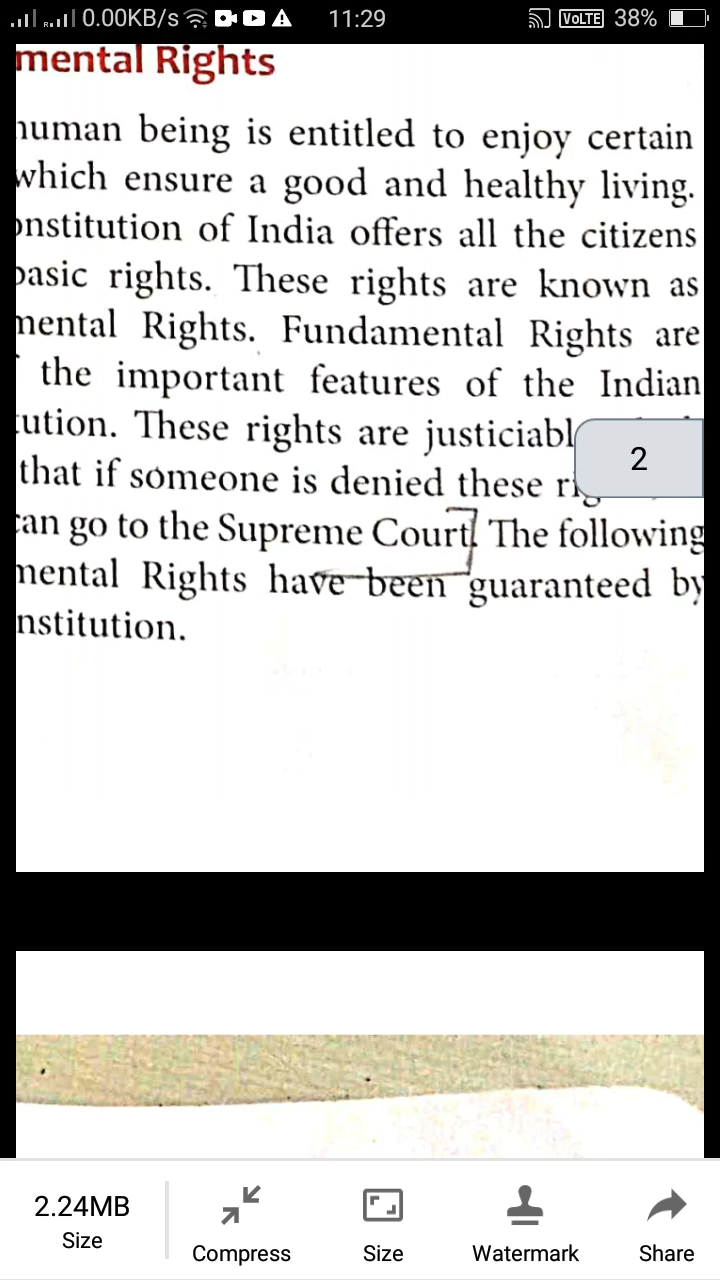 0.00KB/s 11:29 VoLTE 38%
mental Rights
human being is entitled to enjoy certain
which ensure a good and healthy living.
onstitution of India offers all the citizens
basic rights. These rights are known as
mental Rights. Fundamental Rights are
the important features of the Indian
tution. These rights are justiciabl
2
that if someone is denied these
can go to the Supreme Court. The following
mental Rights have been guaranteed by
nstitution.
2.24MB
Size
Compress
Size
Watermark
Share